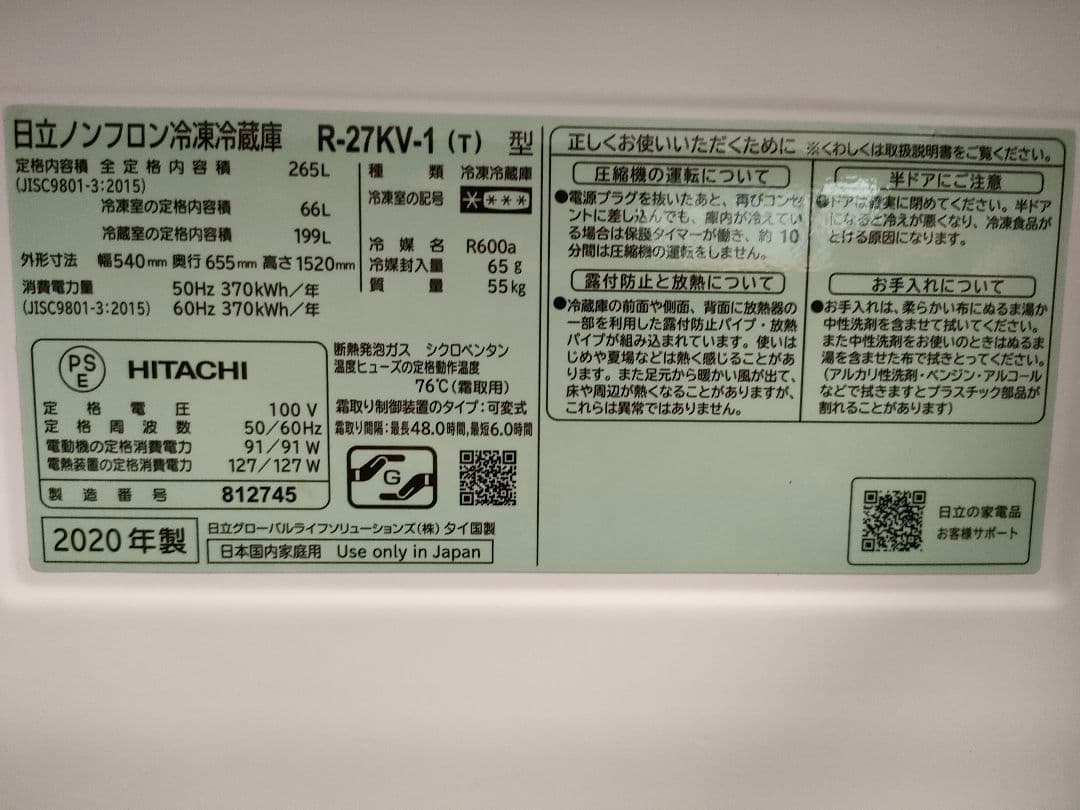 日立ノンフロン冷凍冷蔵庫 R-27KV-1 (T) 型
定格内容積 全定格内容積 265L
(JISC9801-3:2015)
冷凍室の定格内容積 66L
冷蔵室の定格内容積 199L
外形寸法 幅540mm 奥行655mm 高さ1520mm
消費電力量 50Hz 370kWh/年
(JISC9801-3:2015) 60Hz 370kWh/年
種類 冷凍冷蔵庫
冷凍室の記号 ****
冷媒名 R600a
冷媒封入量 65g
質量 55kg
PS
E
HITACHI
定格電圧 100V
定格周波数 50/60Hz
電動機の定格消費電力 91/91W
電熱装置の定格消費電力 127/127W
製造番号 812745
断熱発泡ガス シクロペンタン
温度ヒューズの定格動作温度
76℃(霜取用)
霜取り制御装置のタイプ:可変式
霜取り間隔:最長48.0時間,最短6.0時間
G
2020年製
日立グローバルライフソリューションズ(株) タイ国製
日本国内家庭用 Use only in Japan
正しくお使いいただくために ※くわしくは取扱説明書をご覧ください。
圧縮機の運転について
●電源プラグを抜いたあと、再びコンセ
ントに差し込んでも、庫内が冷えてい
る場合は保護タイマーが働き、約10
分間は圧縮機の運転をしません。
露付防止と放熱について
●冷蔵庫の前面や側面、背面に放熱器の
一部を利用した露付防止パイプ・放熱
パイプが組み込まれています。使いは
じめや夏場などは熱く感じることがあ
ります。また足元から暖かい風が出て、
床や周辺が熱くなることがありますが、
これらは異常ではありません。
半ドアにご注意
●ドアは確実に閉めてください。半ドア
になると冷えが悪くなり、冷凍食品が
とける原因になります。
お手入れについて
●お手入れは、柔らかい布にぬるま湯か
中性洗剤を含ませて拭いてください。
また中性洗剤をお使いのときはぬるま
湯を含ませた布で拭きとってください。
(アルカリ性洗剤・ベンジン・アルコール
などで拭きますとプラスチック部品が
割れることがあります)
日立の家電品
お客様サポート